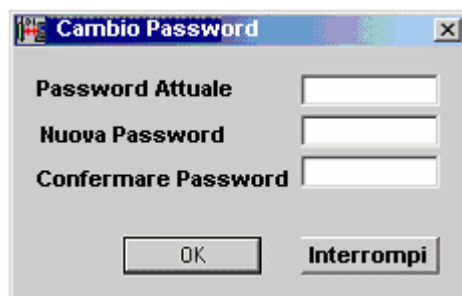 Cambio Password
Password Attuale
Nuova Password
Confermare Password
OK Interrompi